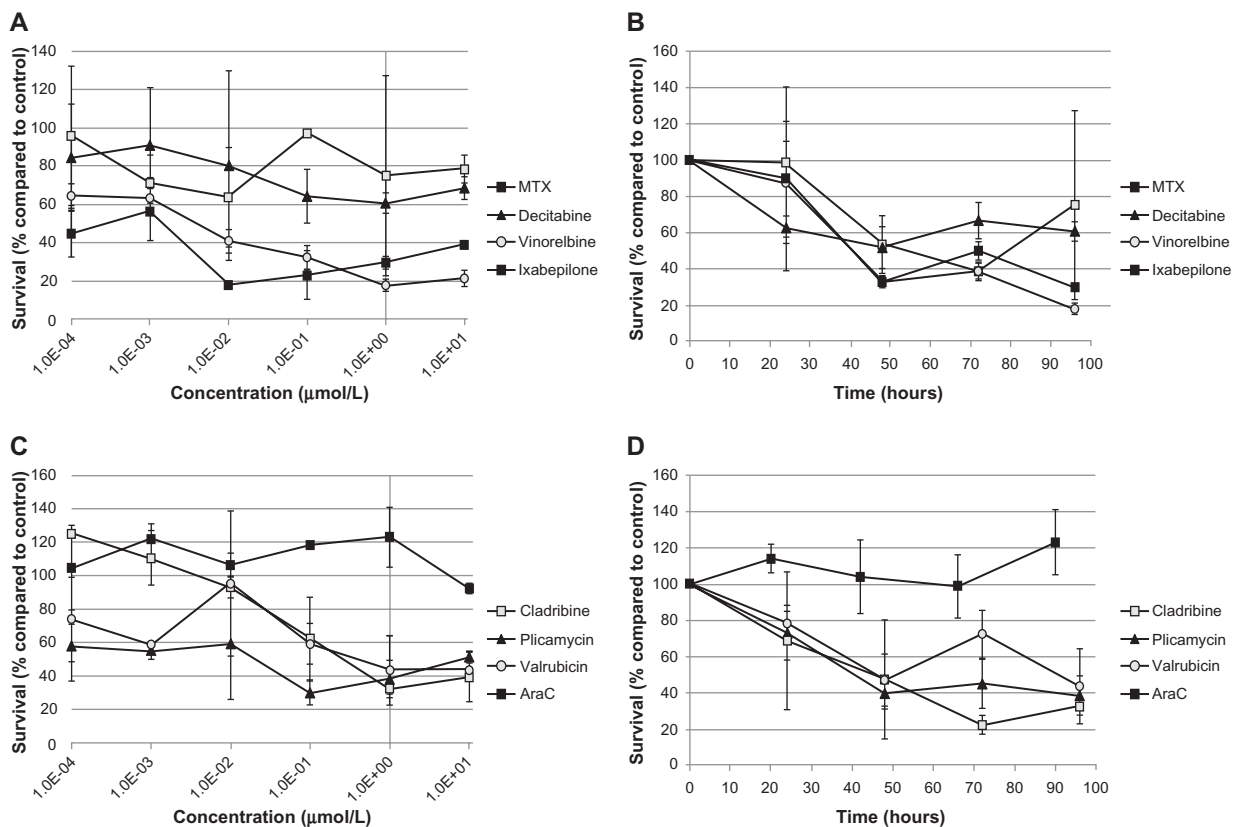 A
Survival (% compared to control)
140
120
100
80
60
40
20
0
1.0E-04
1.0E-03
1.0E-02
1.0E-01
1.0E+00
1.0E+01
Concentration (μmol/L)
MTX
Decitabine
Vinorelbine
Ixabepilone
B
Survival (% compared to control)
160
140
120
100
80
60
40
20
0
0 10 20 30 40 50 60 70 80 90 100
Time (hours)
MTX
Decitabine
Vinorelbine
Ixabepilone
C
Survival (% compared to control)
160
140
120
100
80
60
40
20
0
1.0E-04
1.0E-03
1.0E-02
1.0E-01
1.0E+00
1.0E+01
Concentration (μmol/L)
Cladribine
Plicamycin
Valrubicin
AraC
D
Survival (% compared to control)
160
140
120
100
80
60
40
20
0
0 10 20 30 40 50 60 70 80 90 100
Time (hours)
Cladribine
Plicamycin
Valrubicin
AraC